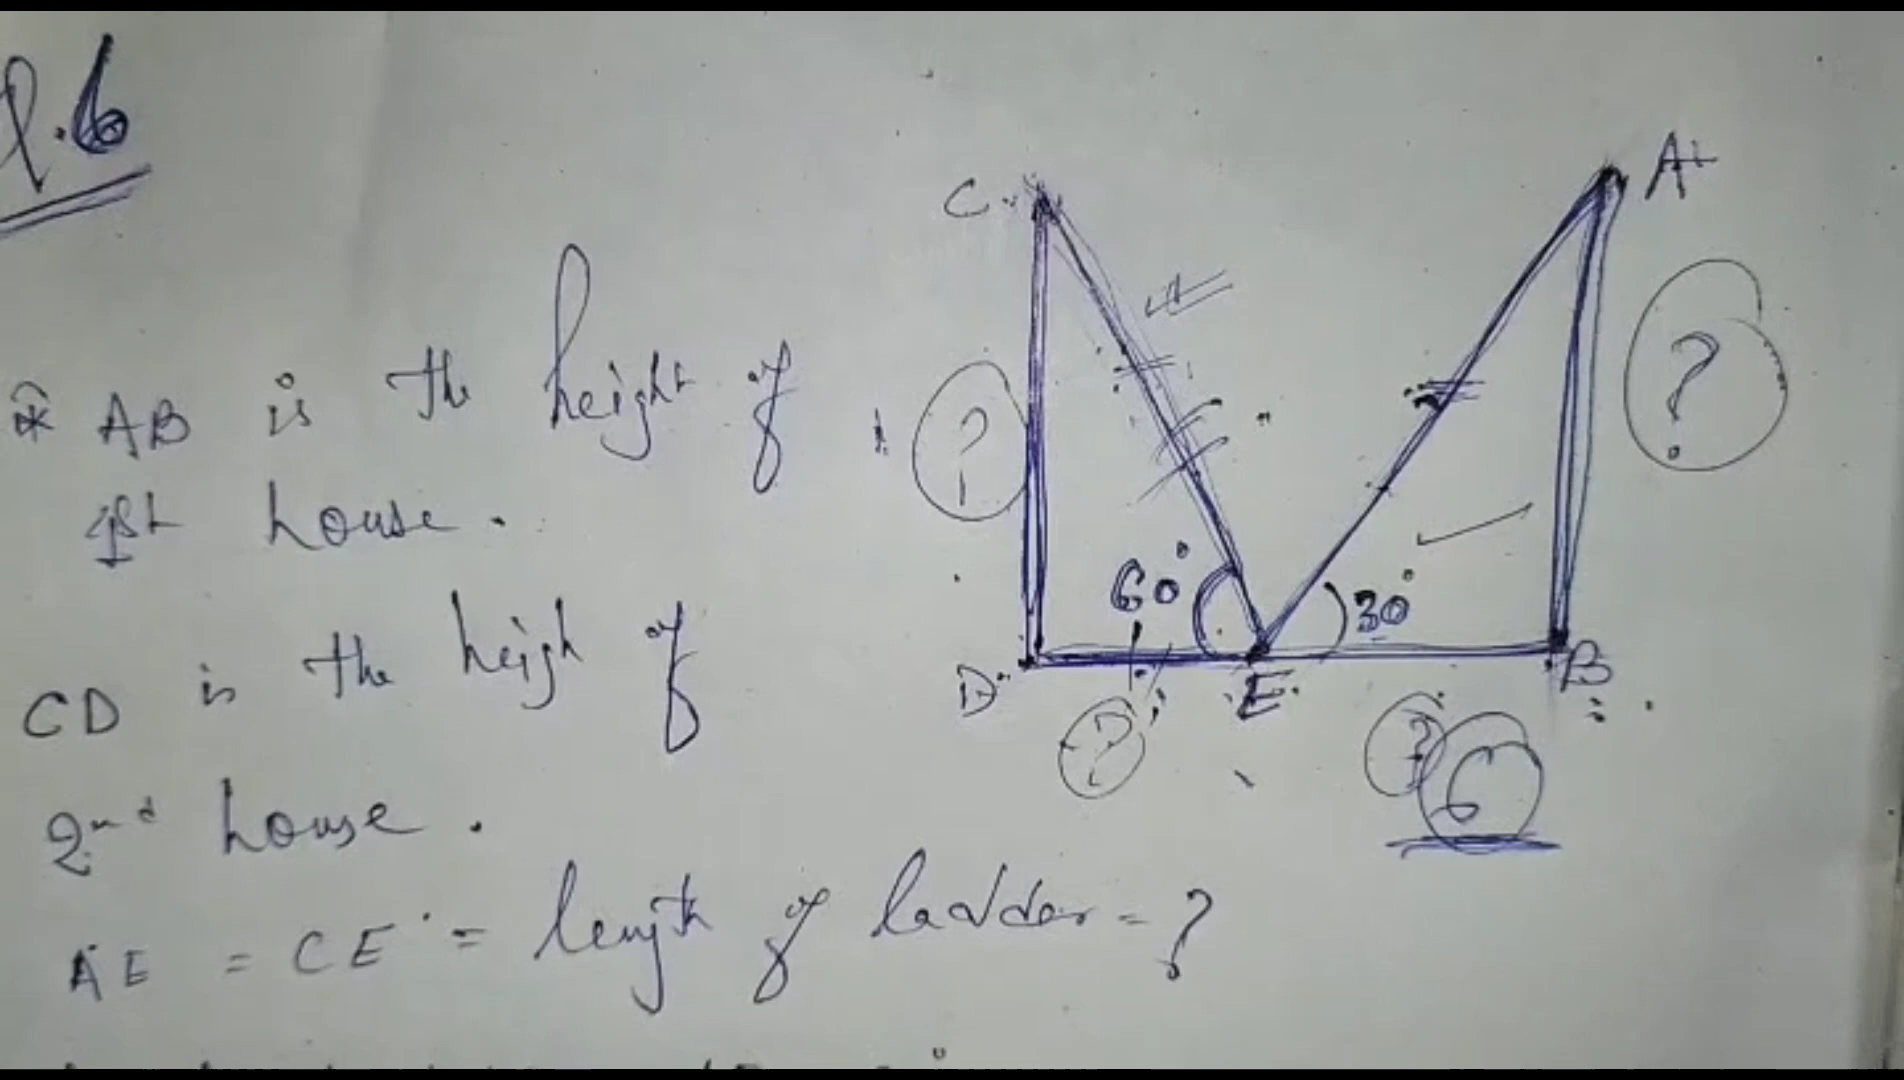 Q.6
* AB is the height of
1st house.
CD is the heigh of
2nd house.
AE = CE = length of ladder = ?
C
A
?
?
60°
30°
D
E
B
?
?
6